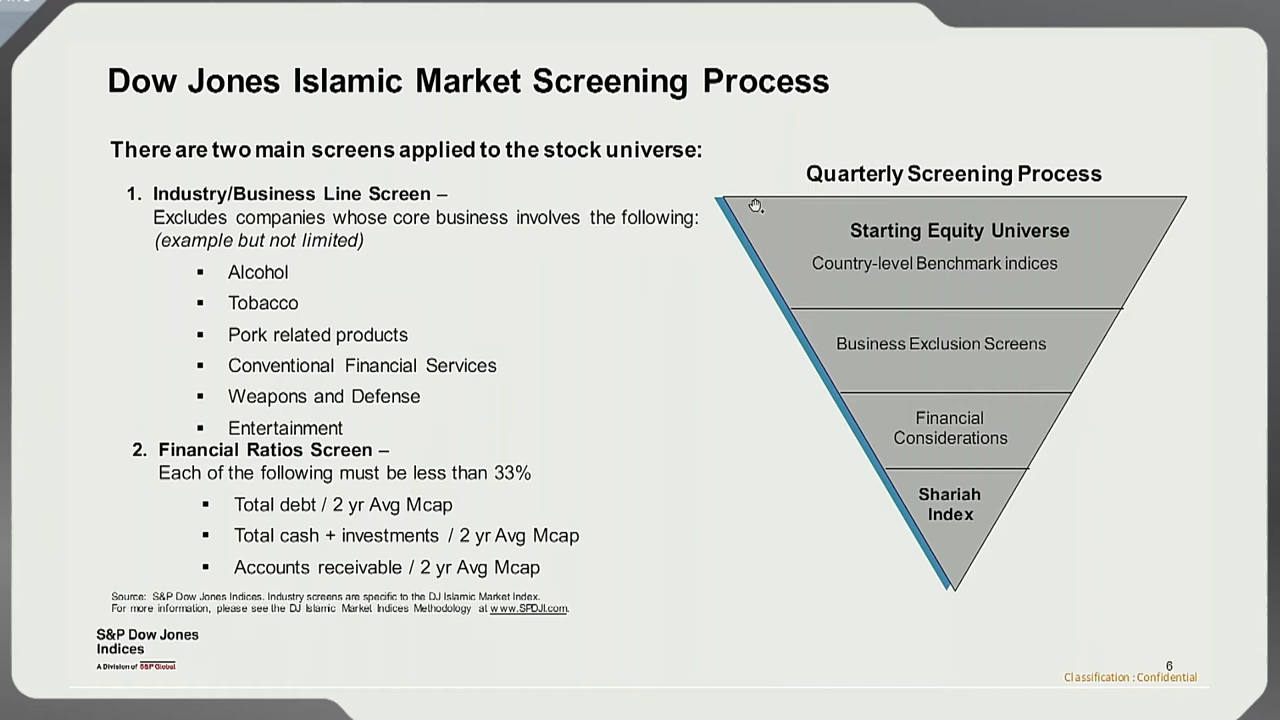 Dow Jones Islamic Market Screening Process
There are two main screens applied to the stock universe:
1. Industry/Business Line Screen –
Excludes companies whose core business involves the following:
(example but not limited)
▪ Alcohol
▪ Tobacco
▪ Pork related products
▪ Conventional Financial Services
▪ Weapons and Defense
▪ Entertainment
2. Financial Ratios Screen –
Each of the following must be less than 33%
▪ Total debt / 2 yr Avg Mcap
▪ Total cash + investments / 2 yr Avg Mcap
▪ Accounts receivable / 2 yr Avg Mcap
Source: S&P Dow Jones Indices. Industry screens are specific to the DJ Islamic Market Index.
For more information, please see the DJ Islamic Market Indices Methodology at www.SPDJI.com.
Quarterly Screening Process
Starting Equity Universe
Country-level Benchmark indices
Business Exclusion Screens
Financial
Considerations
Shariah
Index
S&P Dow Jones
Indices
A Division of S&P Global
6
Classification : Confidential